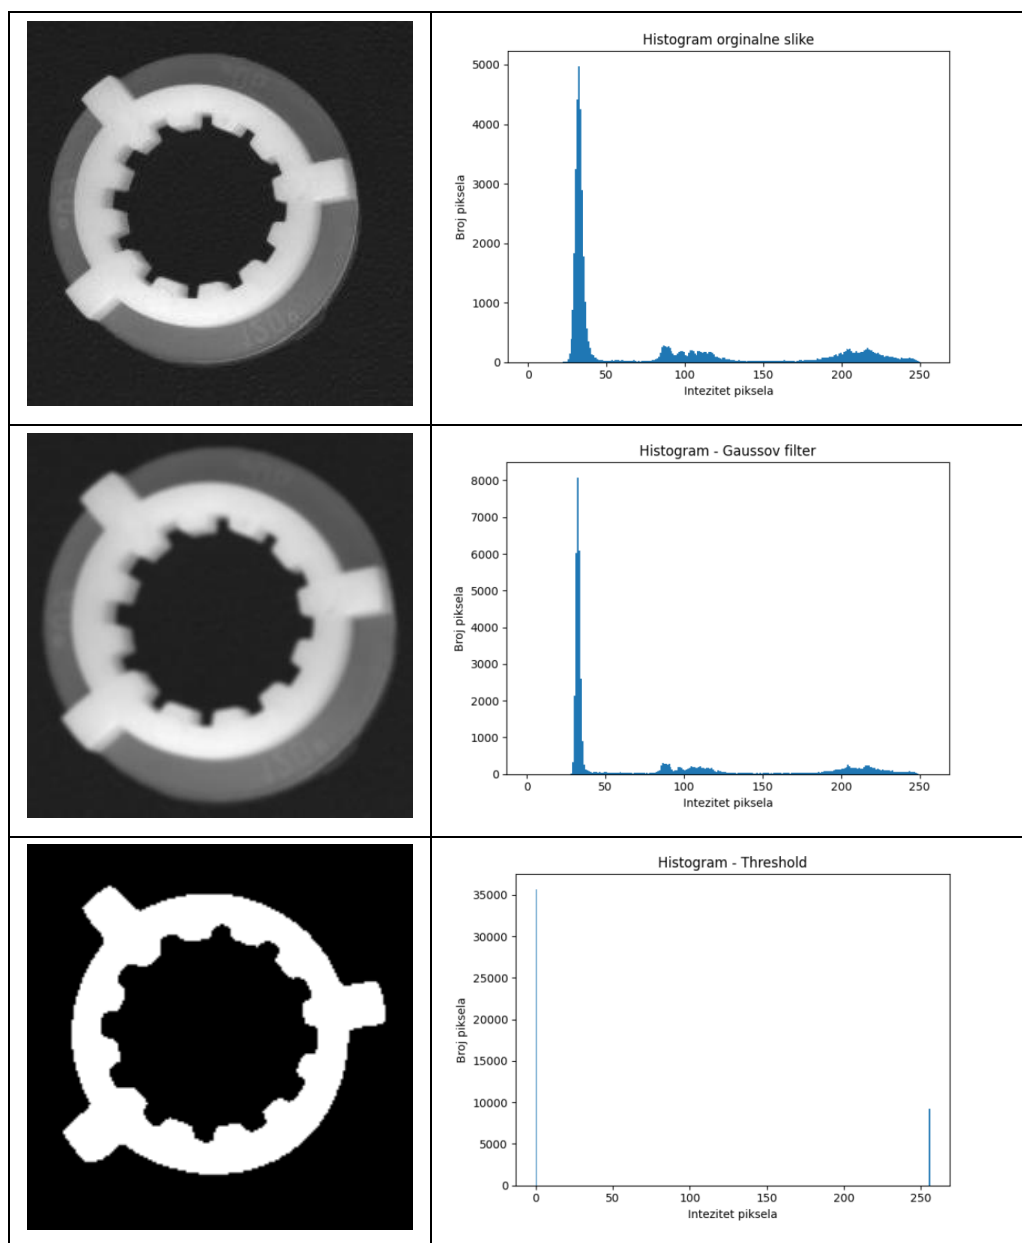 Histogram orginalne slike
5000
4000
3000
2000
1000
0
Broj piksela
0 50 100 150 200 250
Intezitet piksela
Histogram - Gaussov filter
8000
7000
6000
5000
4000
3000
2000
1000
0
Broj piksela
0 50 100 150 200 250
Intezitet piksela
Histogram - Threshold
35000
30000
25000
20000
15000
10000
5000
0
Broj piksela
0 50 100 150 200 250
Intezitet piksela